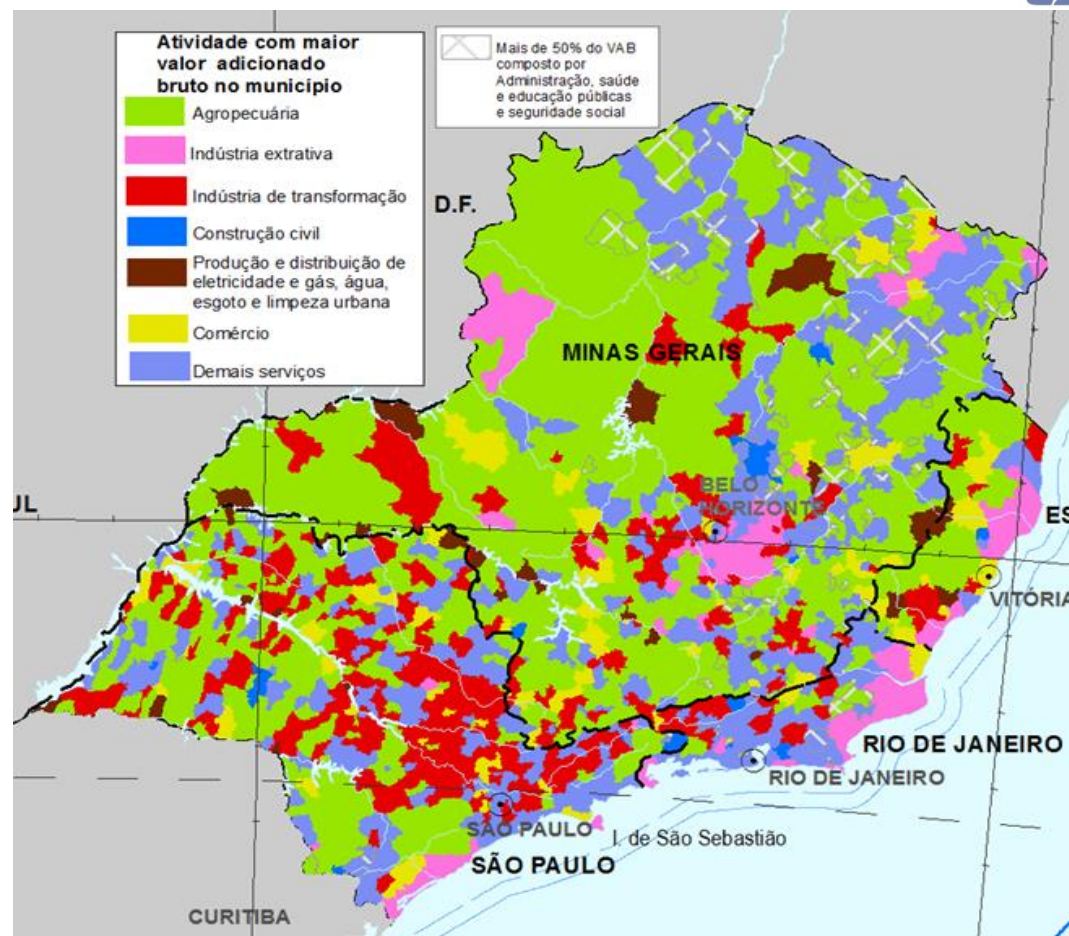 Atividade com maior
valor adicionado
bruto no município
Agropecuária
Indústria extrativa
Indústria de transformação
Construção civil
Produção e distribuição de
eletricidade e gás, água,
esgoto e limpeza urbana
Comércio
Demais serviços
Mais de 50% do VAB
composto por
Administração, saúde
e educação públicas
e seguridade social
D.F.
MINAS GERAIS
BELO
HORIZONTE
UL
ES
VITÓRIA
RIO DE JANEIRO
RIO DE JANEIRO
SÃO PAULO
I. de São Sebastião
SÃO PAULO
CURITIBA